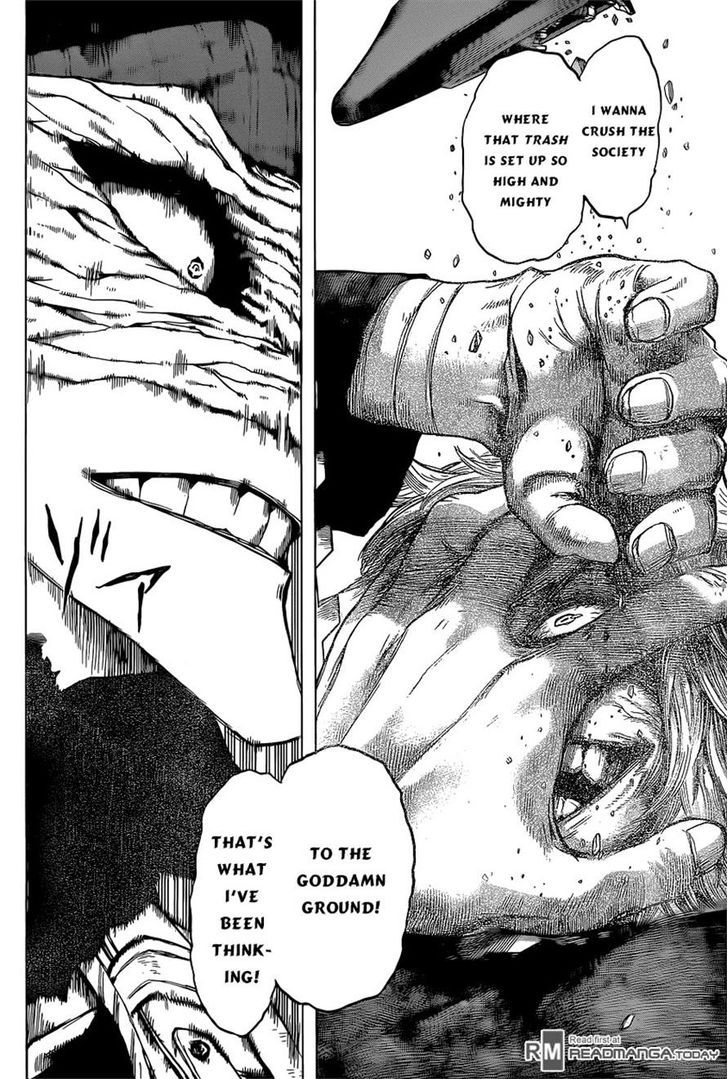 I WANNA
CRUSH THE
SOCIETY
WHERE
THAT TRASH
IS SET UP SO
HIGH AND
MIGHTY
TO THE
GODDAMN
GROUND!
THAT'S
WHAT
I'VE
BEEN
THINK-
ING!
RM
Read first at
READMANGA.TODAY